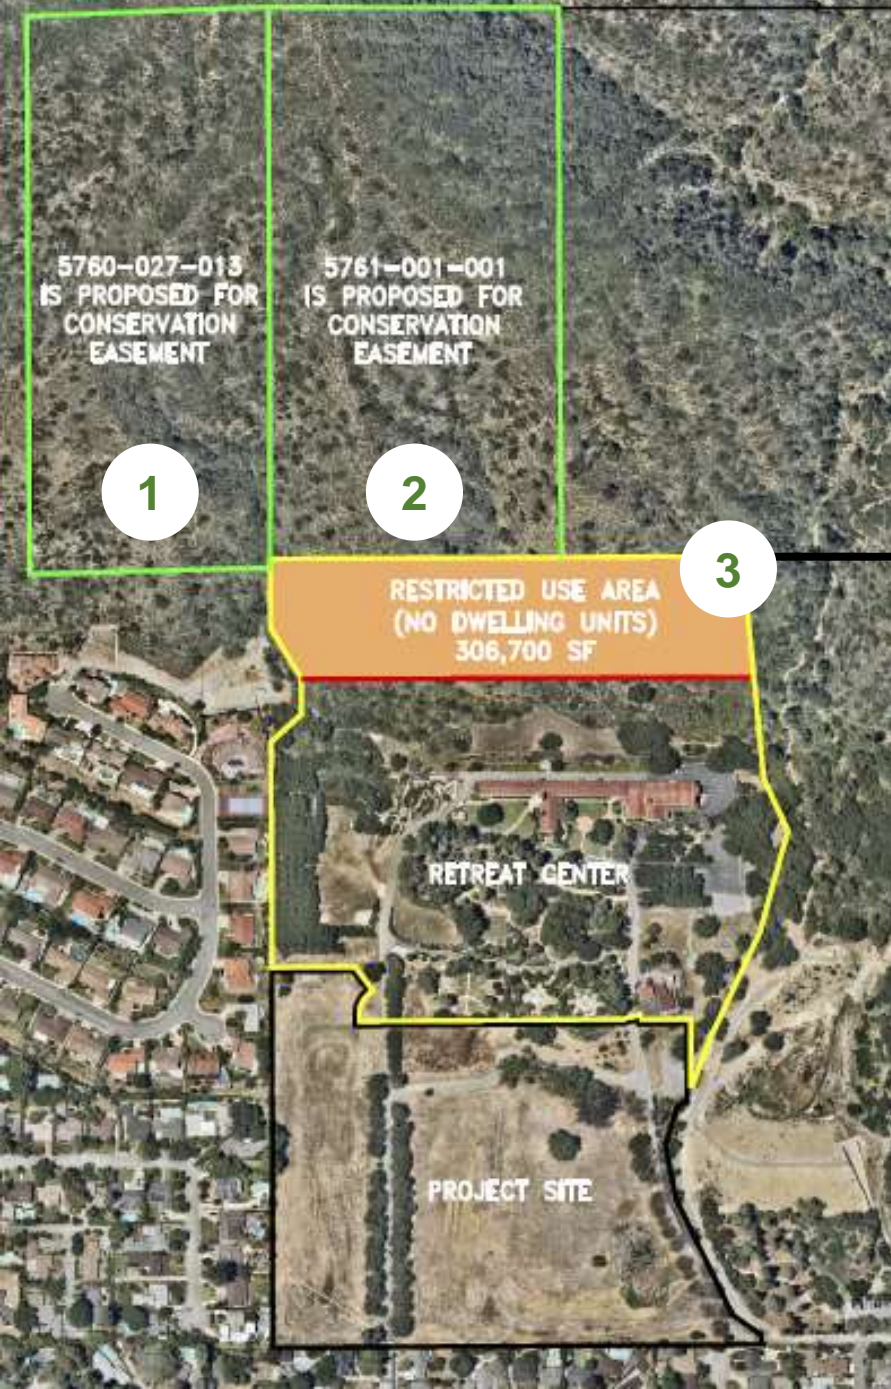 5760-027-013
IS PROPOSED FOR
CONSERVATION
EASEMENT
5761-001-001
IS PROPOSED FOR
CONSERVATION
EASEMENT
1
2
3
RESTRICTED USE AREA
(NO DWELLING UNITS)
306,700 SF
RETREAT CENTER
PROJECT SITE